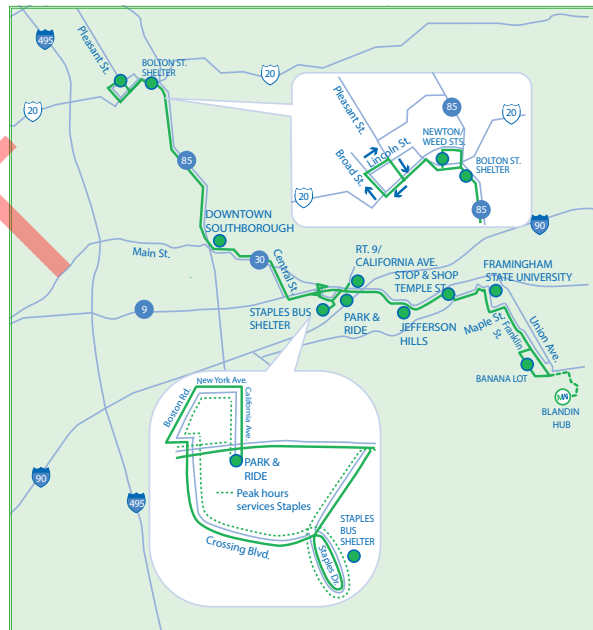 495
Pleasant St.
BOLTON ST.
SHELTER
20
20
85
Pleasant St.
85
20
NEWTON/
WEED STS.
Lincoln St.
Broad St.
BOLTON ST.
SHELTER
20
85
90
DOWNTOWN
SOUTHBOROUGH
Main St.
30
Central St.
RT. 9/
CALIFORNIA AVE.
STOP & SHOP
TEMPLE ST.
FRAMINGHAM
STATE UNIVERSITY
9
STAPLES BUS
SHELTER
PARK &
RIDE
JEFFERSON
HILLS
Maple St.
Franklin
St.
Union Ave.
BANANA LOT
BLANDIN
HUB
New York Ave.
Boston Rd.
California Ave.
PARK &
RIDE
Peak hours
services Staples
STAPLES
BUS
SHELTER
Crossing Blvd.
Staples Dr.
90
495